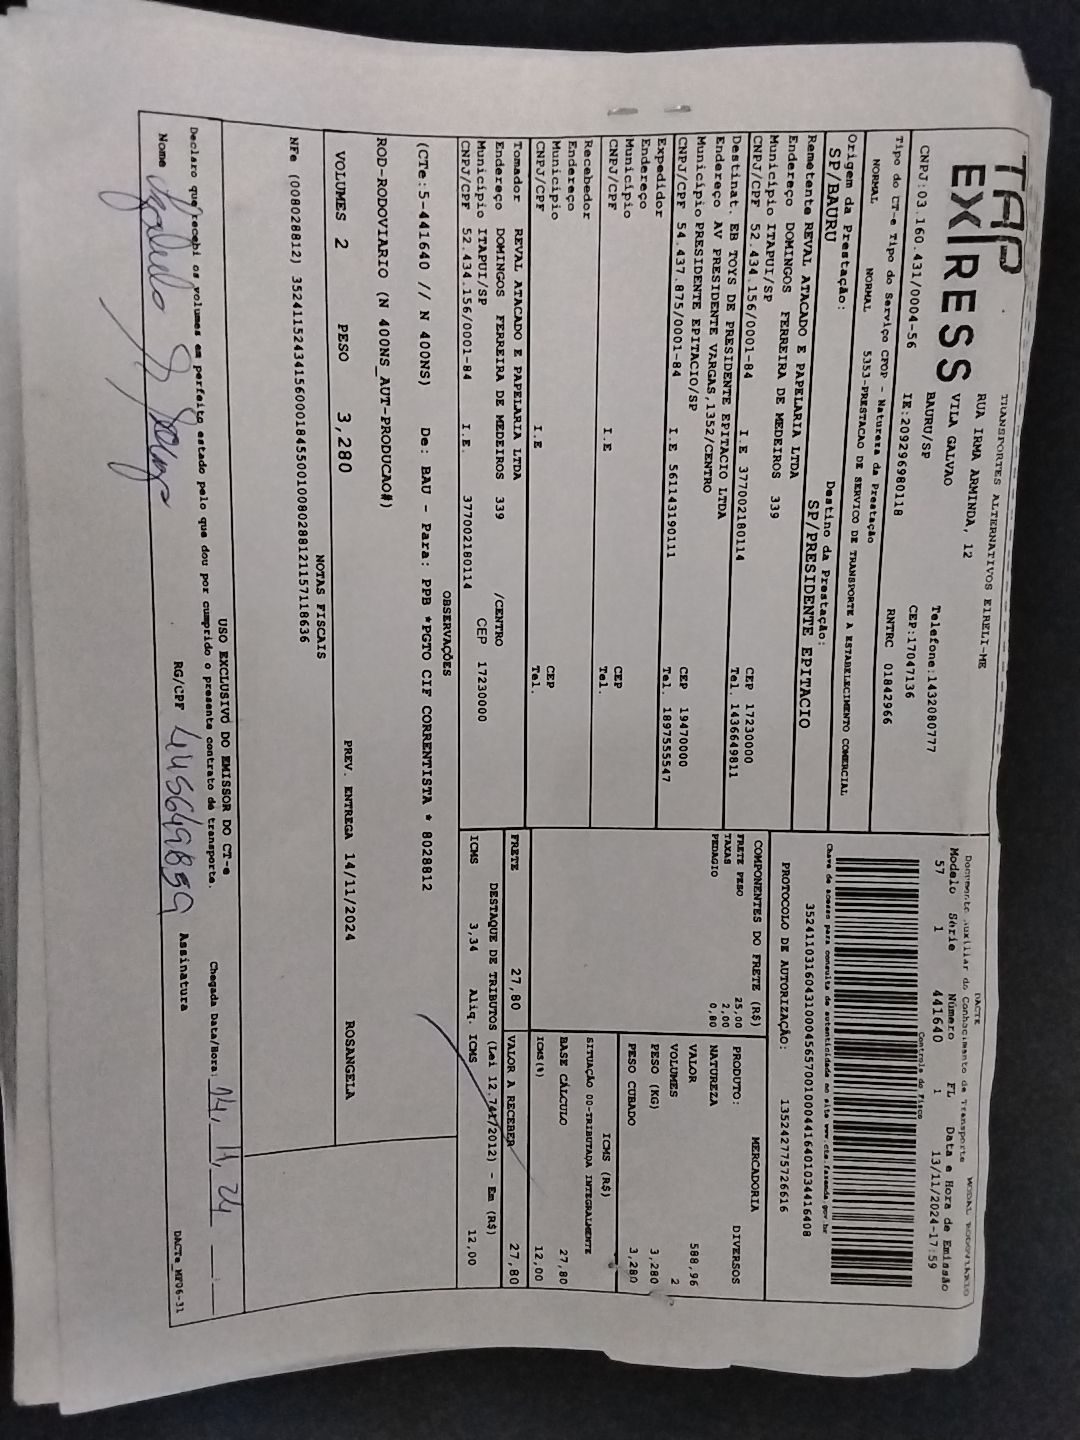 TAP
EX/RESS
TRANSPORTES ALTERNATIVOS EIRELI-ME
RUA IRMA ARMINDA, 12
VILA GALVAO
BAURU/SP
Telefone:1432080777
CEP:17047136
CNPJ:03.160.431/0004-56 IE:209296980118
RNTRC 01842966
Tipo do CT-e Tipo do Serviço CFOP - Natureza da Prestação
NORMAL NORMAL 5353-PRESTACAO DE SERVICO DE TRANSPORTE A ESTABELECIMENTO COMERCIAL
Origem da Prestação: Destino da Prestação:
SP/BAURU SP/PRESIDENTE EPITACIO
Remetente REVAL ATACADO E PAPELARIA LTDA
Endereço DOMINGOS FERREIRA DE MEDEIROS 339
Município ITAPUI/SP CEP 17230000
CNPJ/CPF 52.434.156/0001-84 I.E 377002180114 Tel. 1436649811
Destinat. EB TOYS DE PRESIDENTE EPITACIO LTDA
Endereço AV PRESIDENTE VARGAS,1352/CENTRO
Município PRESIDENTE EPITACIO/SP CEP 19470000
CNPJ/CPF 54.437.875/0001-84 I.E 561143190111 Tel. 1897555547
Expedidor
Endereço
Município CEP
CNPJ/CPF I.E Tel.
Recebedor
Endereço
Município CEP
CNPJ/CPF I.E Tel.
Tomador REVAL ATACADO E PAPELARIA LTDA
Endereço DOMINGOS FERREIRA DE MEDEIROS 339 /CENTRO
Município ITAPUI/SP CEP 17230000
CNPJ/CPF 52.434.156/0001-84 I.E. 377002180114
DACTE MODAL RODOVIÁRIO
Documento Auxiliar do Conhecimento de Transporte
Modelo Série Número FL Data e Hora de Emissão
57 1 441640 1 13/11/2024-17:59
Controle do Fisco
Chave de acesso para consulta de autenticidade no site www.cte.fazenda.gov.br
35241103160431000456570010004416401034416408
PROTOCOLO DE AUTORIZAÇÃO: 135242775726616
COMPONENTES DO FRETE (R$)
FRETE PESO 25,00
TAXAS 2,00
PEDAGIO 0,80
MERCADORIA
PRODUTO: DIVERSOS
NATUREZA
VALOR 588,96
VOLUMES 2
PESO (KG) 3,280
PESO CUBADO 3,280
ICMS (R$)
SITUAÇÃO 00-TRIBUTADA INTEGRALMENTE
BASE CÁLCULO 27,80
ICMS(%) 12,00
FRETE 27,80 VALOR A RECEBER 27,80
DESTAQUE DE TRIBUTOS (Lei 12,741/2012) - Em (R$)
ICMS 3,34 Aliq. ICMS 12,00
OBSERVAÇÕES
(CTe:5-441640 // N 400NS) De: BAU - Para: PPB *PGTO CIF CORRENTISTA * 8028812
ROD-RODOVIARIO (N 400NS_AUT-PRODUCAO#)
VOLUMES 2 PESO 3,280 PREV. ENTREGA 14/11/2024 ROSANGELA
NOTAS FISCAIS
NFe (008028812) 35241152434156000184550010080288121157118636
USO EXCLUSIVO DO EMISSOR DO CT-e
Declaro que recebi os volumes em perfeito estado pelo que dou por cumprido o presente contrato de transporte. Chegada Data/Hora: 14, 11, 24
Nome RG/CPF Assinatura
DACTe_MF06-31